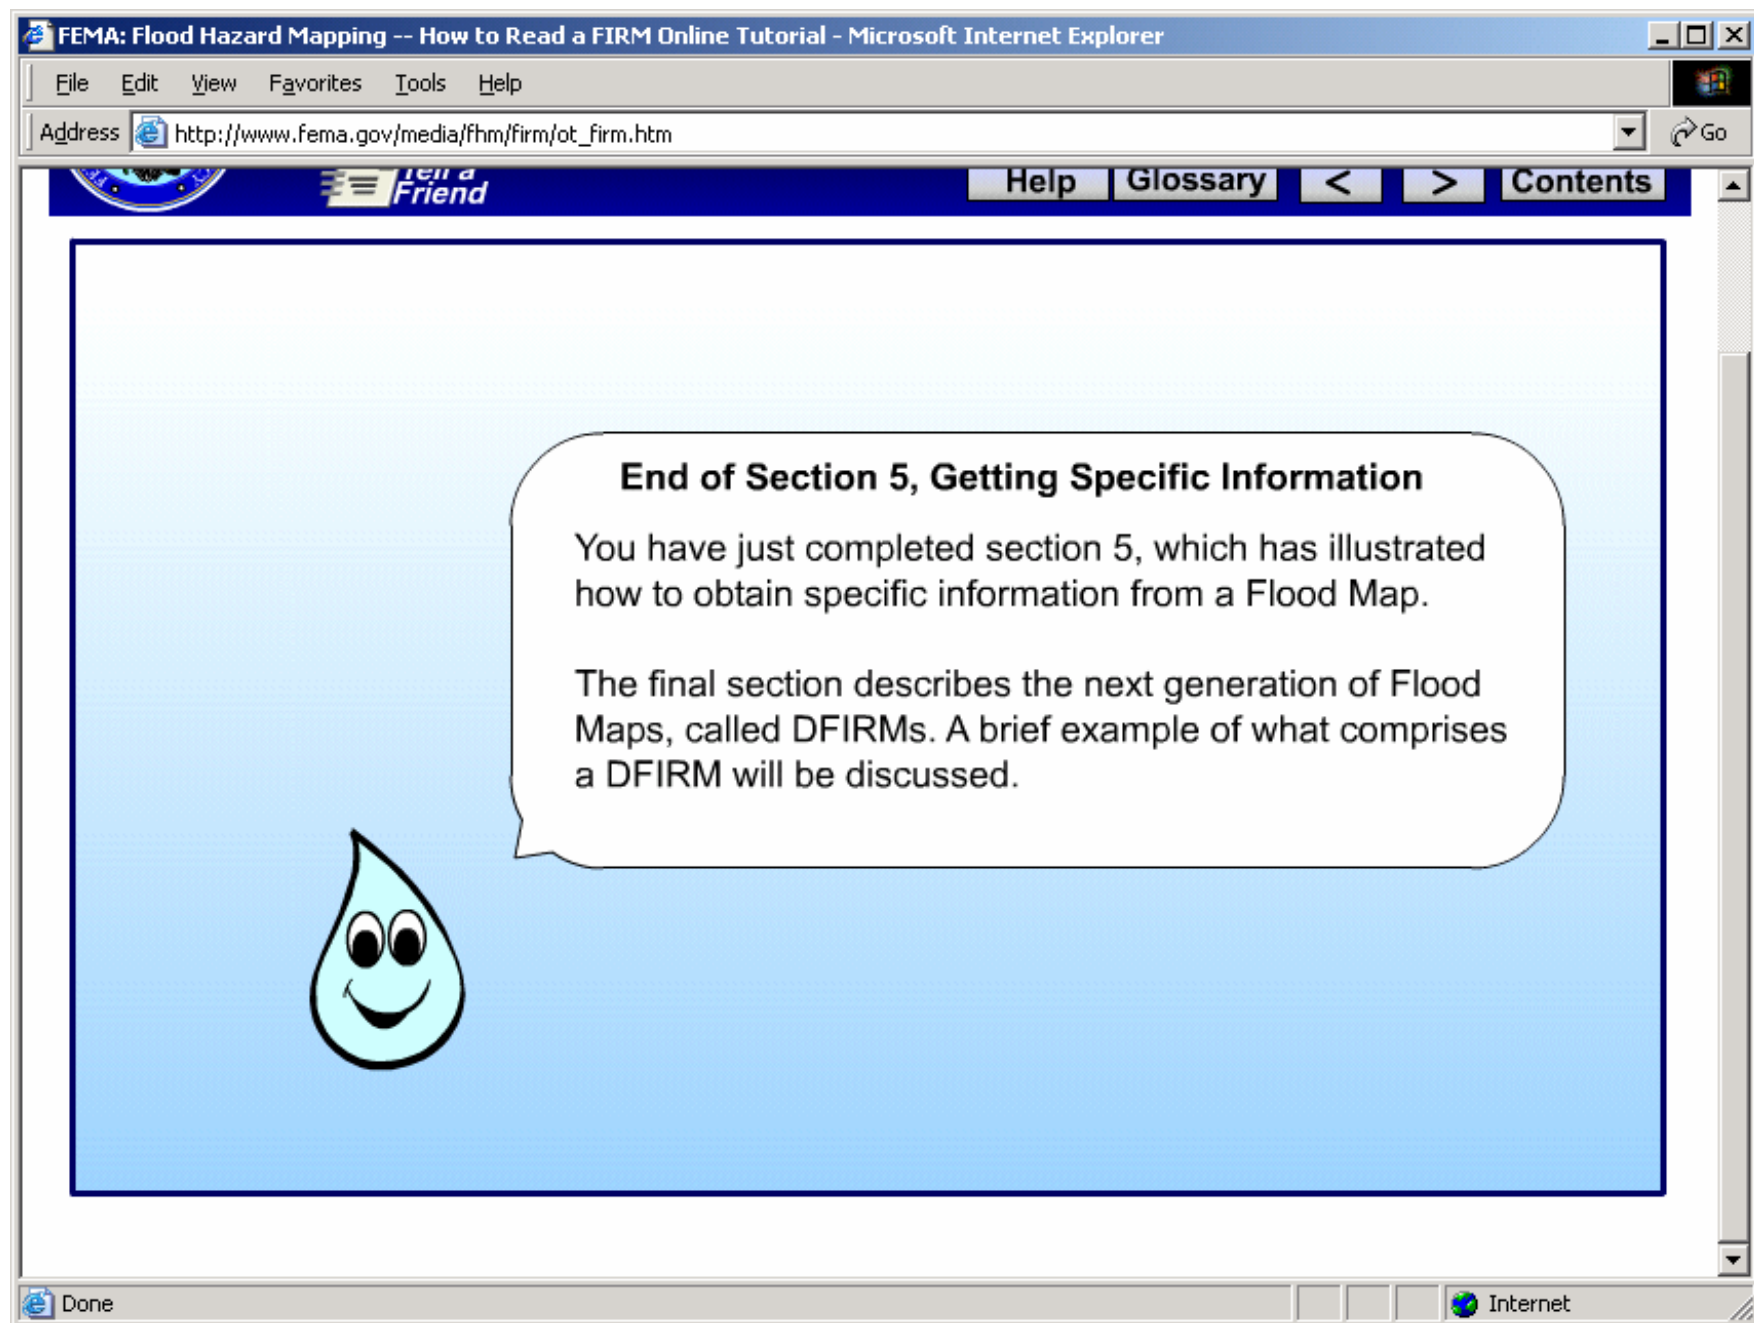 FEMA: Flood Hazard Mapping -- How to Read a FIRM Online Tutorial - Microsoft Internet Explorer
File Edit View Favorites Tools Help
Address http://www.fema.gov/media/fhm/firm/ot_firm.htm Go
Tell a
Friend
Help Glossary < > Contents
End of Section 5, Getting Specific Information
You have just completed section 5, which has illustrated
how to obtain specific information from a Flood Map.
The final section describes the next generation of Flood
Maps, called DFIRMs. A brief example of what comprises
a DFIRM will be discussed.
Done Internet